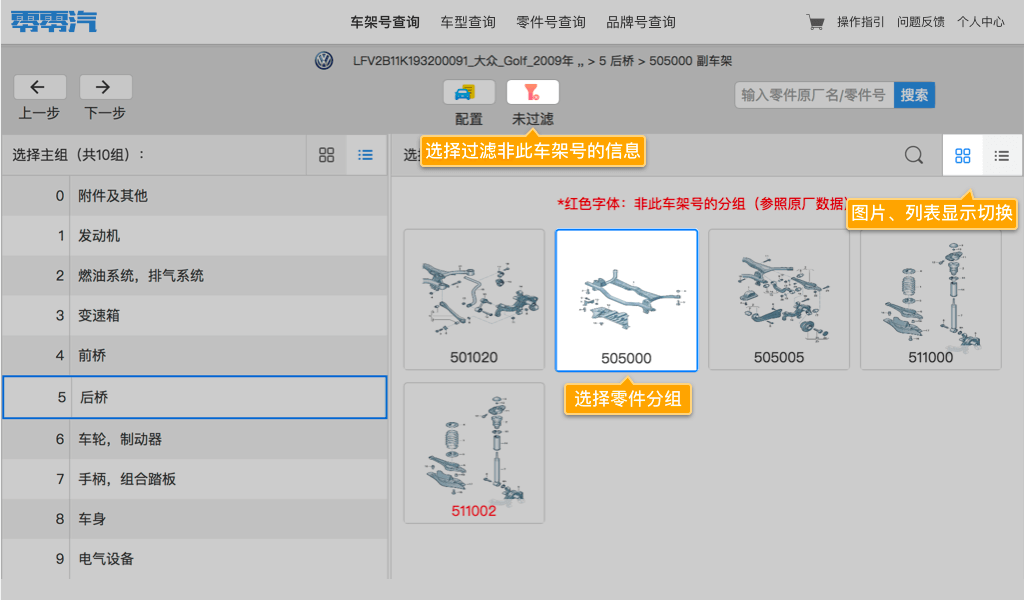 零零汽
车架号查询 车型查询 零件号查询 品牌号查询 操作指引 问题反馈 个人中心
LFV2B11K193200091_大众_Golf_2009年 ,, > 5 后桥 > 505000 副车架
上一步 下一步 配置 未过滤 输入零件原厂名/零件号 搜索
选择主组（共10组）: 选 选择过滤非此车架号的信息
*红色字体：非此车架号的分组（参照原厂数据） 图片、列表显示切换
0 附件及其他
1 发动机
2 燃油系统，排气系统
3 变速箱
4 前桥
5 后桥
6 车轮，制动器
7 手柄，组合踏板
8 车身
9 电气设备
501020 505000 505005 511000
选择零件分组
511002